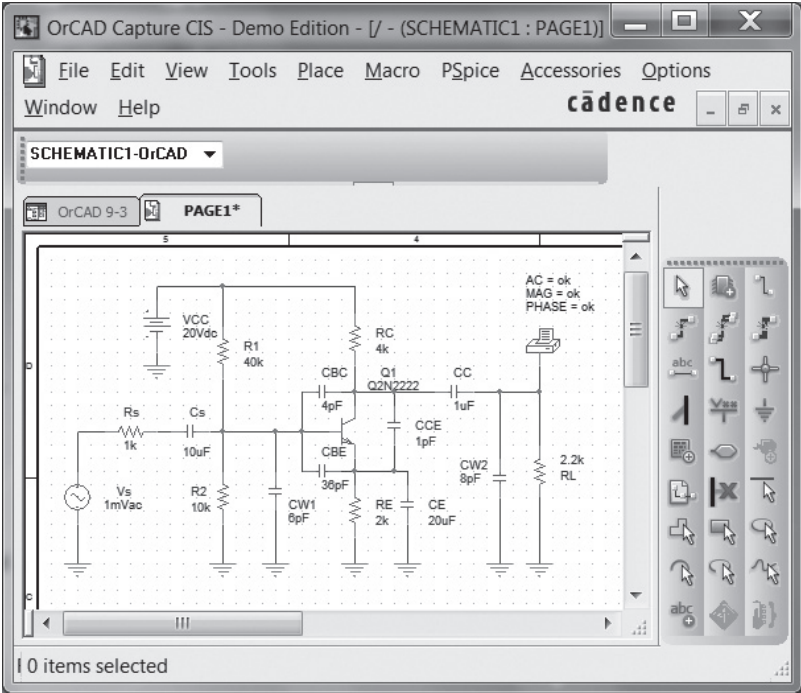 OrCAD Capture CIS - Demo Edition - [/ - (SCHEMATIC1 : PAGE1)]
File Edit View Tools Place Macro PSpice Accessories Options
Window Help
cādence
SCHEMATIC1-OrCAD
OrCAD 9-3
PAGE1*
5 4
AC = ok
MAG = ok
PHASE = ok
VCC
20Vdc
R1
40k
RC
4k
CBC
4pF
Q1
Q2N2222
CC
1uF
D
Rs
1k
Cs
10uF
CCE
1pF
CBE
36pF
CW2
8pF
2.2k
RL
Vs
1mVac
R2
10k
CW1
6pF
RE
2k
CE
20uF
C
abc
abc
0 items selected